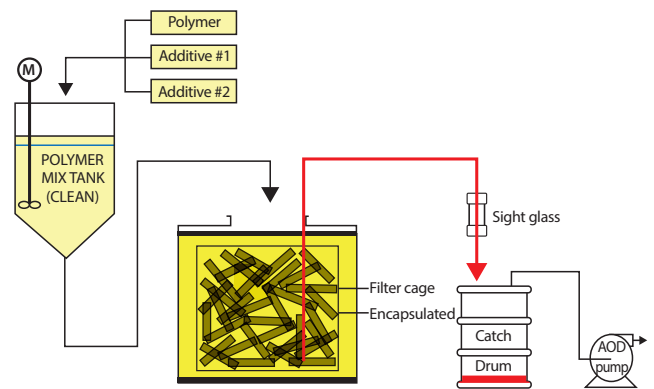 Polymer
Additive #1
Additive #2
M
POLYMER
MIX TANK
(CLEAN)
Sight glass
Filter cage
Encapsulated
Catch
Drum
AOD
pump